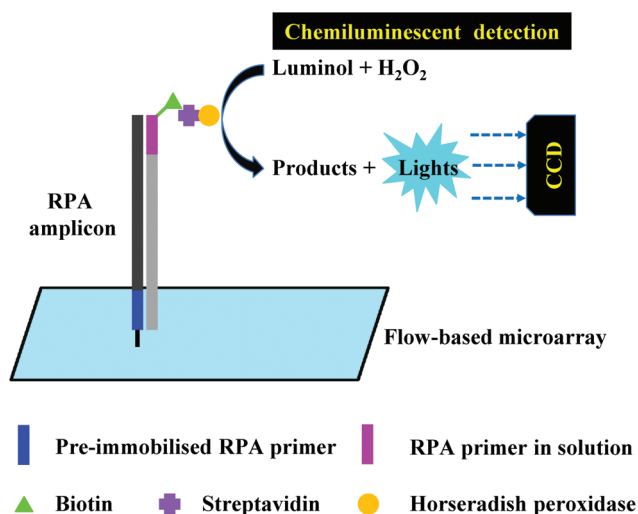 Chemiluminescent detection
Luminol + H₂O₂
Products + Lights
CCD
RPA
amplicon
Flow-based microarray
Pre-immobilised RPA primer
RPA primer in solution
Biotin
Streptavidin
Horseradish peroxidase